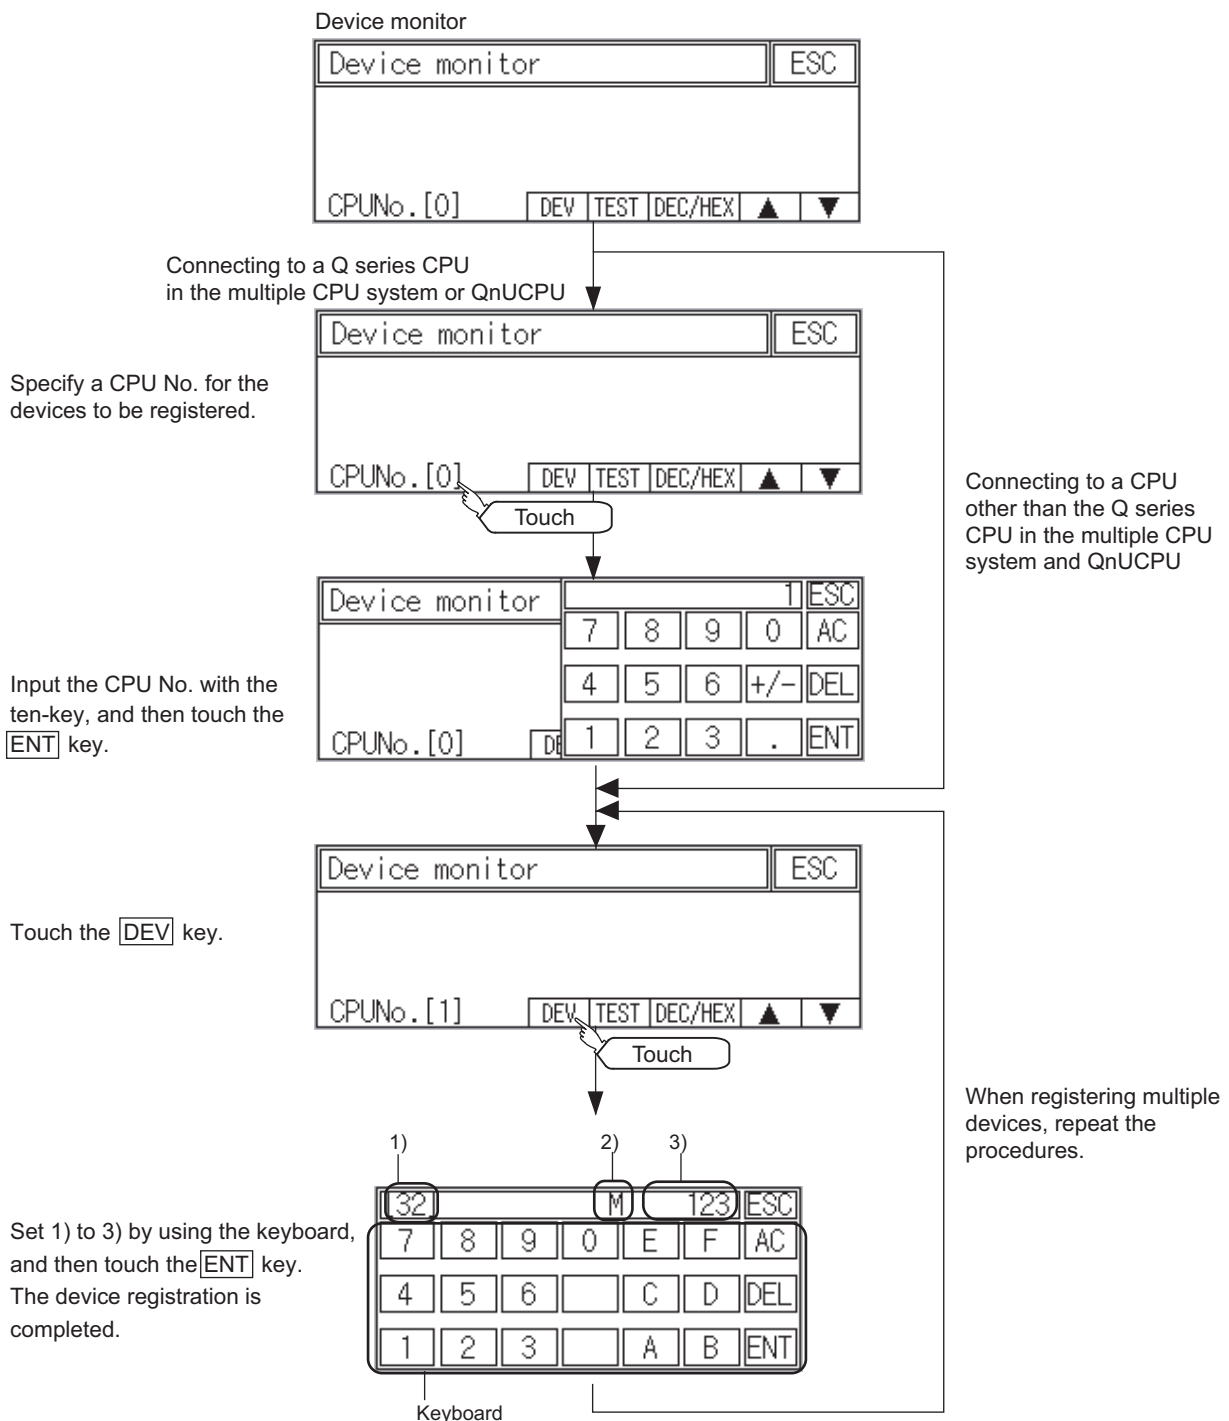 Device monitor
Device monitor ESC
CPUNo.[0] DEV TEST DEC/HEX ▲ ▼
Connecting to a Q series CPU
in the multiple CPU system or QnUCPU
Device monitor ESC
Specify a CPU No. for the
devices to be registered.
CPUNo.[0] DEV TEST DEC/HEX ▲ ▼
Touch
Connecting to a CPU
other than the Q series
CPU in the multiple CPU
system and QnUCPU
Device monitor 1 ESC
7 8 9 0 AC
4 5 6 +/- DEL
CPUNo.[0] DE 1 2 3 . ENT
Input the CPU No. with the
ten-key, and then touch the
ENT key.
Device monitor ESC
Touch the DEV key.
CPUNo.[1] DEV TEST DEC/HEX ▲ ▼
Touch
When registering multiple
devices, repeat the
procedures.
1) 2) 3)
32 M 123 ESC
7 8 9 0 E F AC
4 5 6 C D DEL
1 2 3 A B ENT
Set 1) to 3) by using the keyboard,
and then touch the ENT key.
The device registration is
completed.
Keyboard